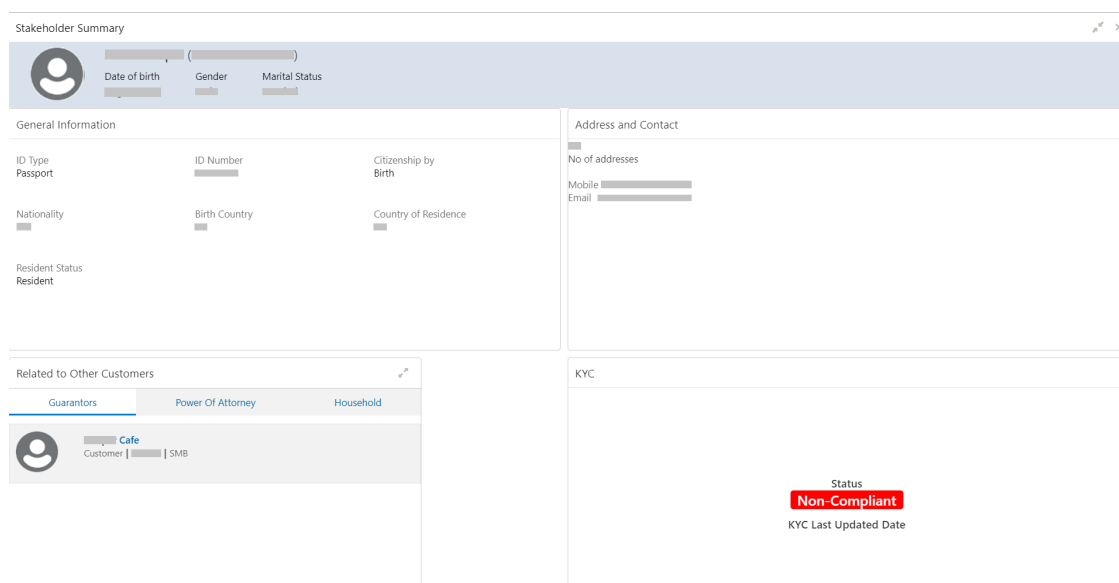 Stakeholder Summary
( )
Date of birth Gender Marital Status
General Information
ID Type ID Number Citizenship by
Passport Birth
Nationality Birth Country Country of Residence
Resident Status
Resident
Address and Contact
No of addresses
Mobile
Email
Related to Other Customers
Guarantors Power Of Attorney Household
Cafe
Customer | | SMB
KYC
Status
Non-Compliant
KYC Last Updated Date